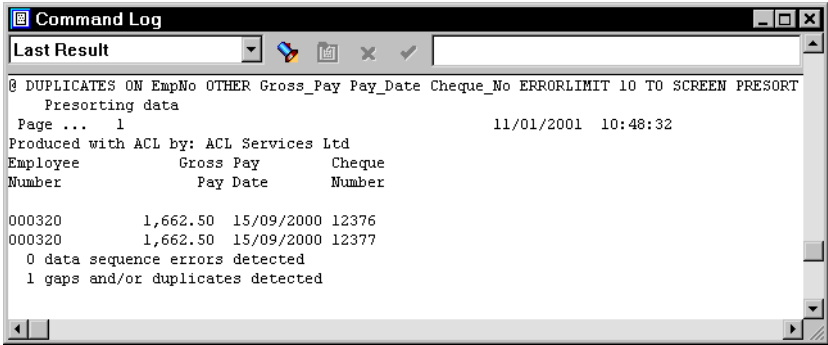 Command Log
Last Result
@ DUPLICATES ON EmpNo OTHER Gross_Pay Pay_Date Cheque_No ERRORLIMIT 10 TO SCREEN PRESORT
Presorting data
Page ... 1 11/01/2001 10:48:32
Produced with ACL by: ACL Services Ltd
Employee Gross Pay Cheque
Number Pay Date Number
000320 1,662.50 15/09/2000 12376
000320 1,662.50 15/09/2000 12377
0 data sequence errors detected
1 gaps and/or duplicates detected